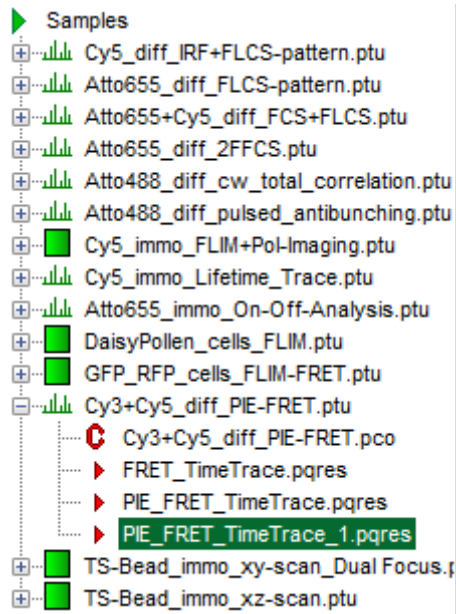 Samples
Cy5_diff_IRF+FLCS-pattern.ptu
Atto655_diff_FLCS-pattern.ptu
Atto655+Cy5_diff_FCS+FLCS.ptu
Atto655_diff_2FFCS.ptu
Atto488_diff_cw_total_correlation.ptu
Atto488_diff_pulsed_antibunching.ptu
Cy5_immo_FLIM+Pol-Imaging.ptu
Cy5_immo_Lifetime_Trace.ptu
Atto655_immo_On-Off-Analysis.ptu
DaisyPollen_cells_FLIM.ptu
GFP_RFP_cells_FLIM-FRET.ptu
Cy3+Cy5_diff_PIE-FRET.ptu
C Cy3+Cy5_diff_PIE-FRET.pco
FRET_TimeTrace.pqres
PIE_FRET_TimeTrace.pqres
PIE_FRET_TimeTrace_1.pqres
TS-Bead_immo_xy-scan_Dual Focus.p
TS-Bead_immo_xz-scan.ptu